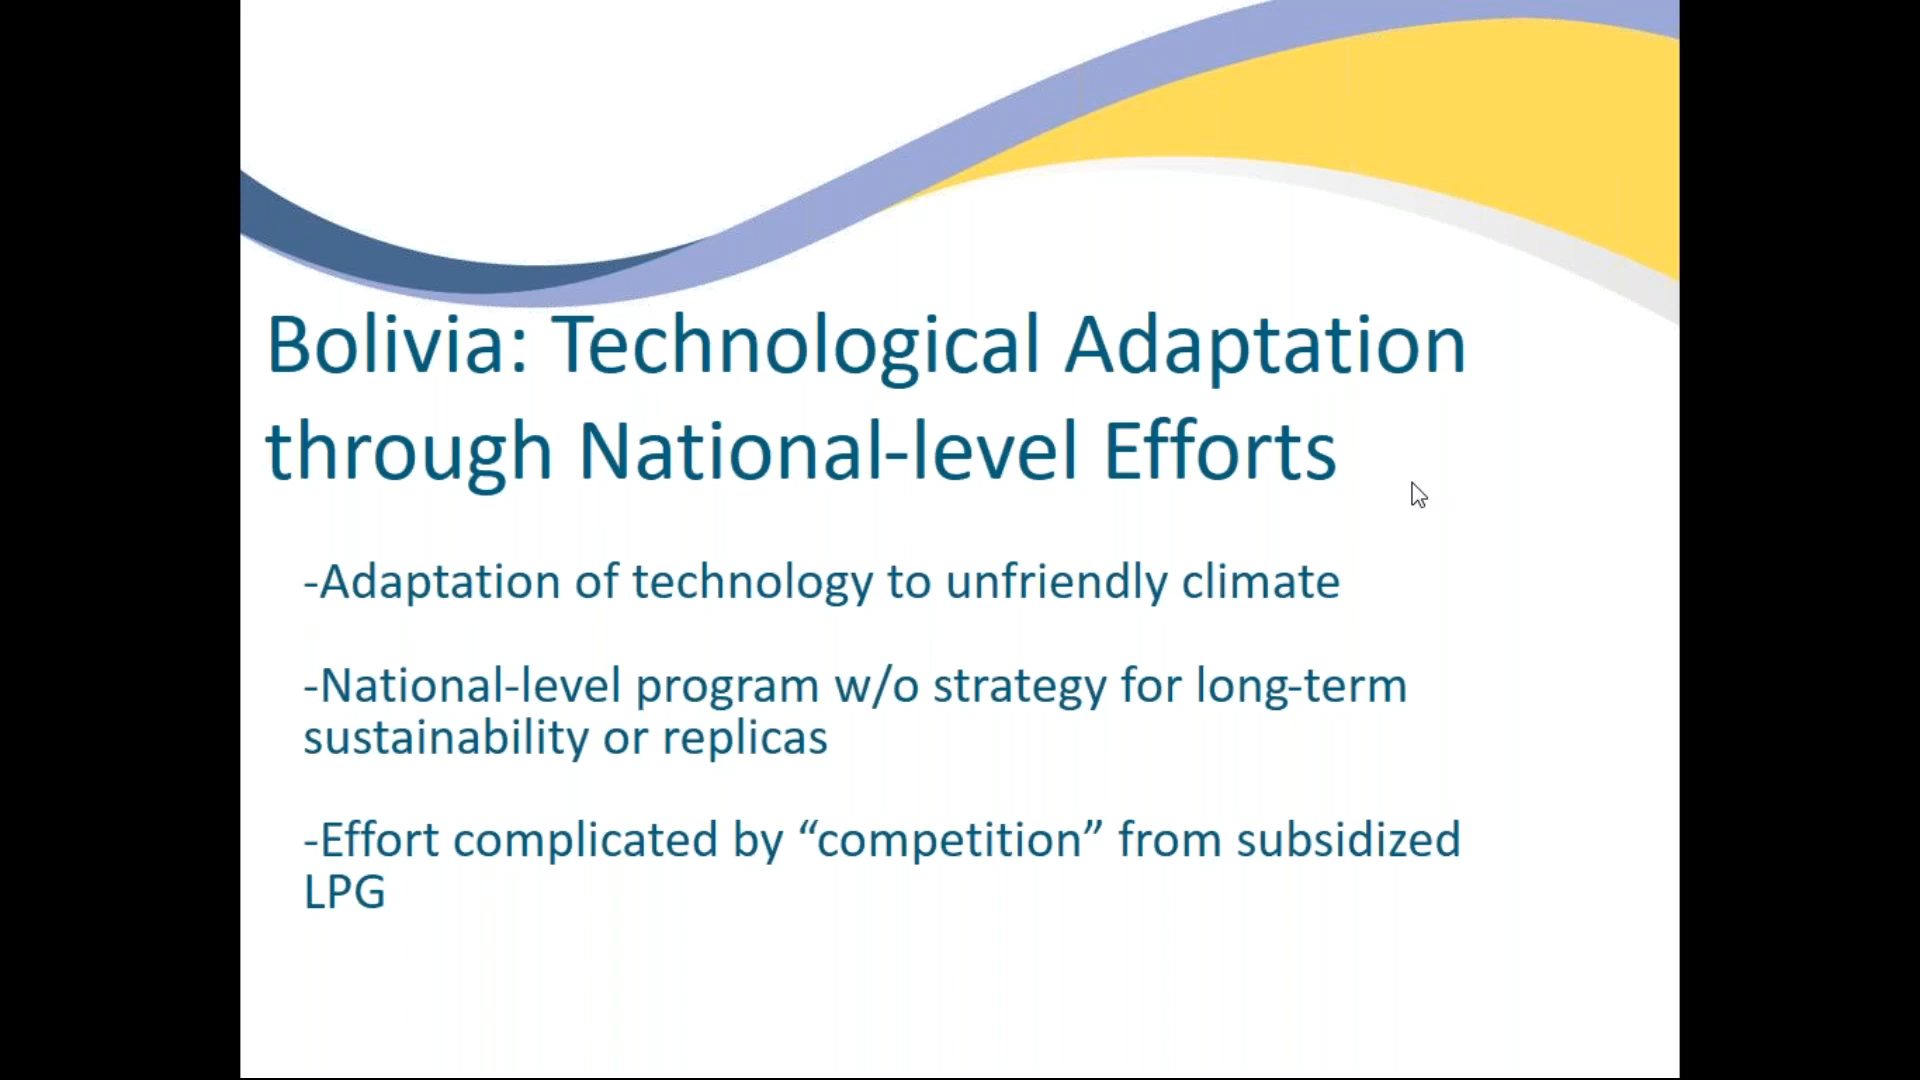 Bolivia: Technological Adaptation
through National-level Efforts
-Adaptation of technology to unfriendly climate
-National-level program w/o strategy for long-term
sustainability or replicas
-Effort complicated by “competition” from subsidized
LPG